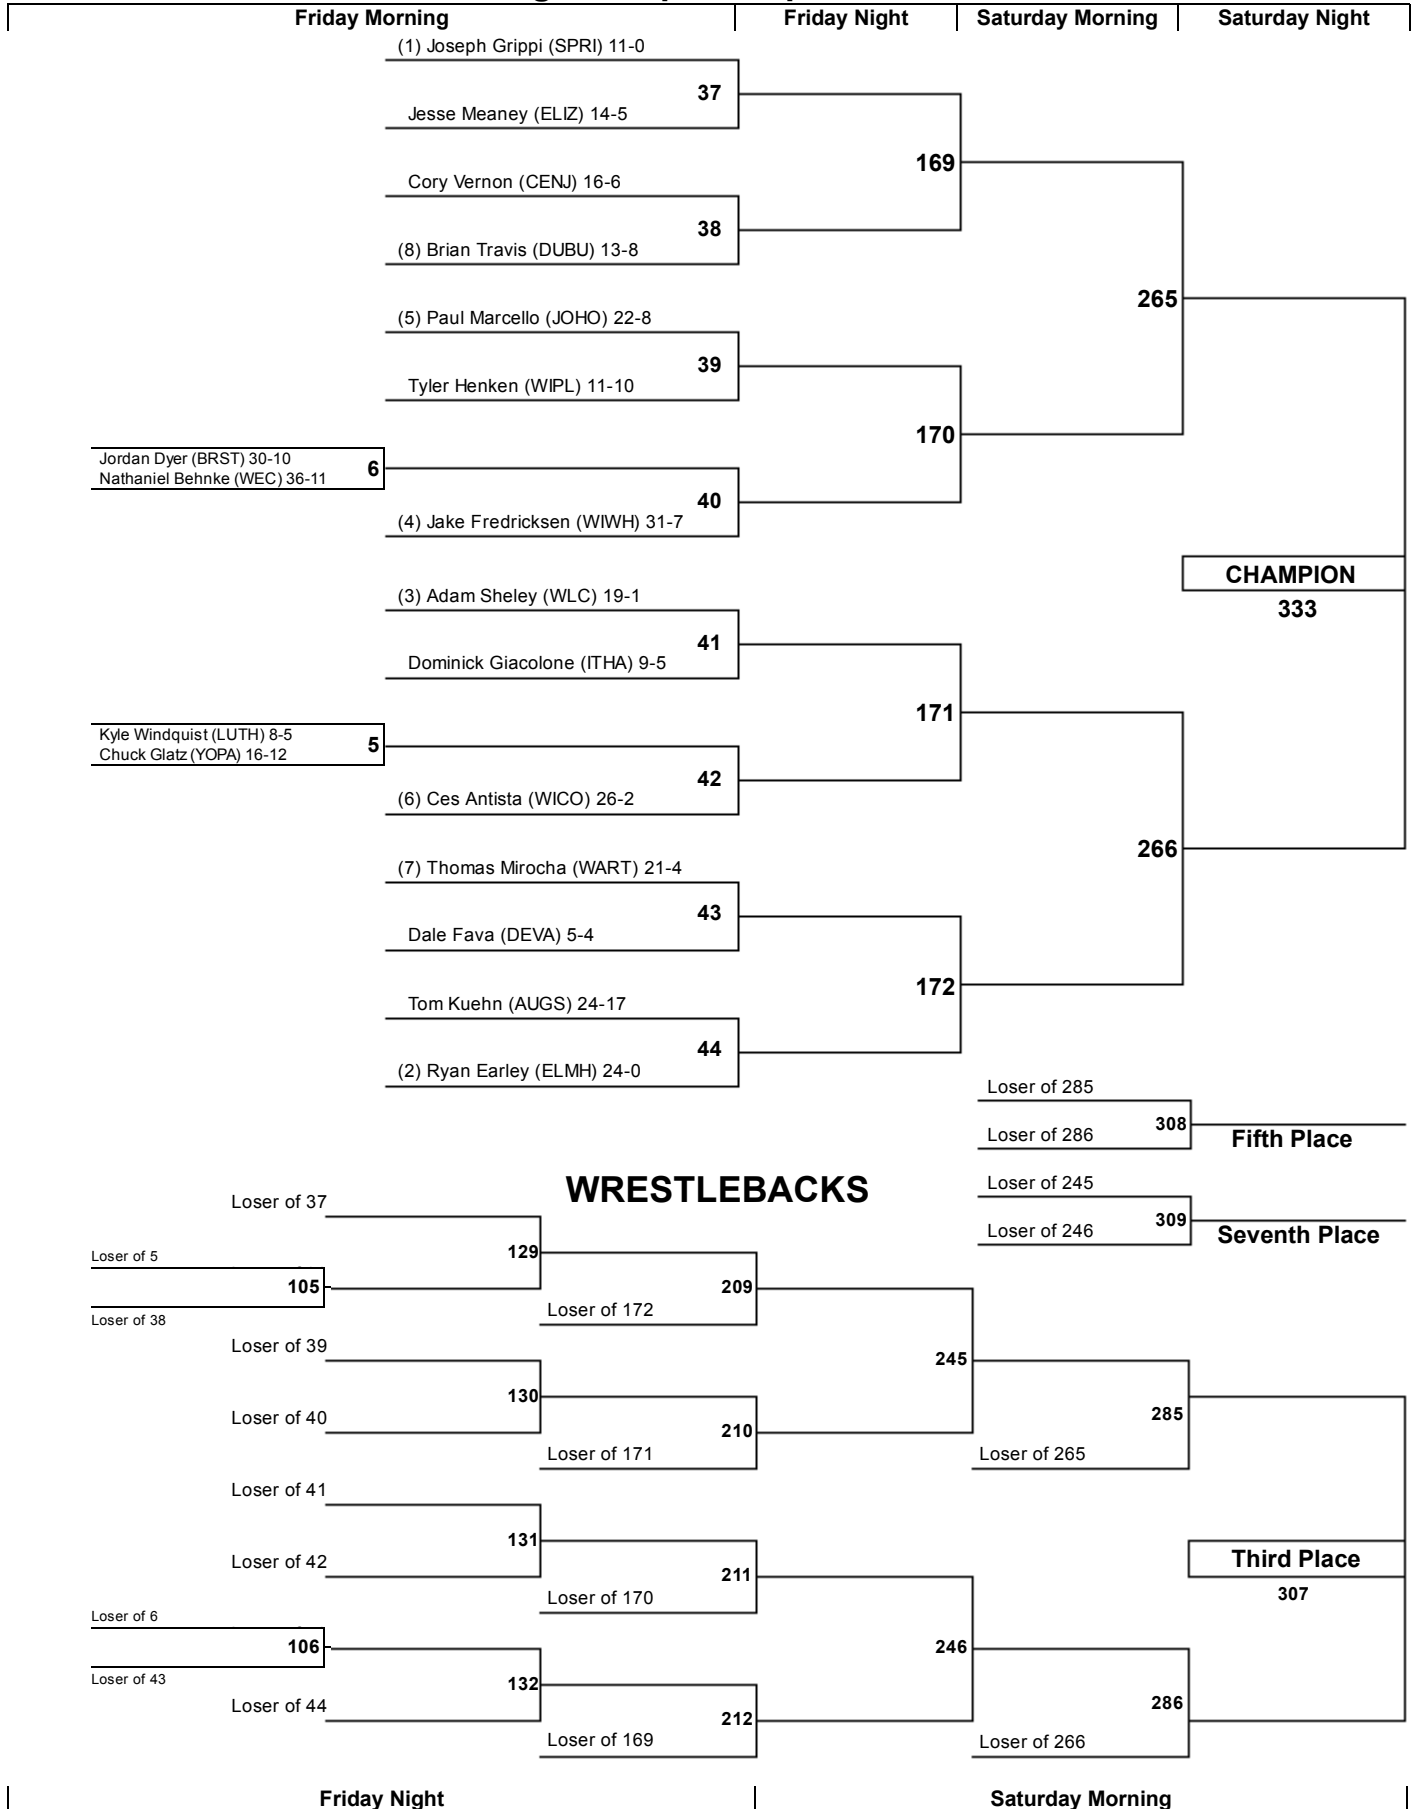 Friday Morning
Friday Night
Saturday Morning
Saturday Night
(1) Joseph Grippi (SPRI) 11-0
37
Jesse Meaney (ELIZ) 14-5
169
Cory Vernon (CENJ) 16-6
38
(8) Brian Travis (DUBU) 13-8
265
(5) Paul Marcello (JOHO) 22-8
39
Tyler Henken (WIPL) 11-10
170
Jordan Dyer (BRST) 30-10
Nathaniel Behnke (WEC) 36-11
6
40
(4) Jake Fredricksen (WIWH) 31-7
CHAMPION
333
(3) Adam Sheley (WLC) 19-1
41
Dominick Giacolone (ITHA) 9-5
171
Kyle Windquist (LUTH) 8-5
Chuck Glatz (YOPA) 16-12
5
42
(6) Ces Antista (WICO) 26-2
266
(7) Thomas Mirocha (WART) 21-4
43
Dale Fava (DEVA) 5-4
172
Tom Kuehn (AUGS) 24-17
44
(2) Ryan Earley (ELMH) 24-0
Loser of 285
308
Loser of 286
Fifth Place
WRESTLEBACKS
Loser of 245
309
Loser of 246
Seventh Place
Loser of 37
129
Loser of 5
105
Loser of 38
209
Loser of 172
Loser of 39
245
130
Loser of 40
210
Loser of 171
285
Loser of 265
Loser of 41
131
Loser of 42
211
Loser of 170
Third Place
307
Loser of 6
106
Loser of 43
246
132
Loser of 44
212
Loser of 169
286
Loser of 266
Friday Night
Saturday Morning